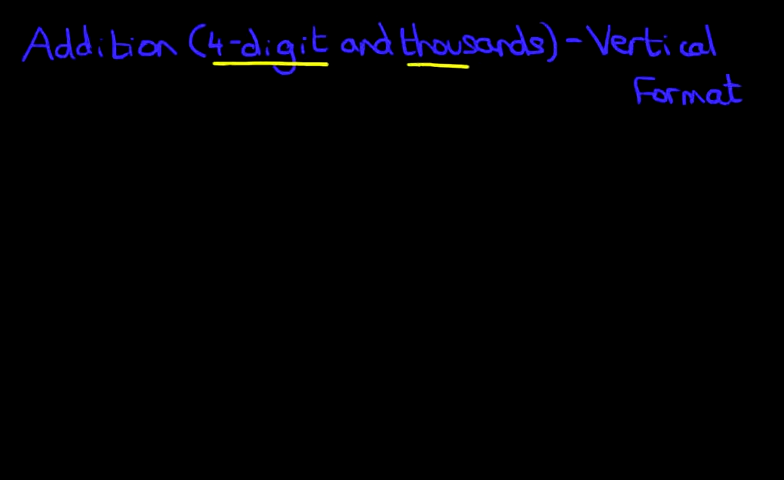 Addition (4-digit and thousands) - Vertical
Format